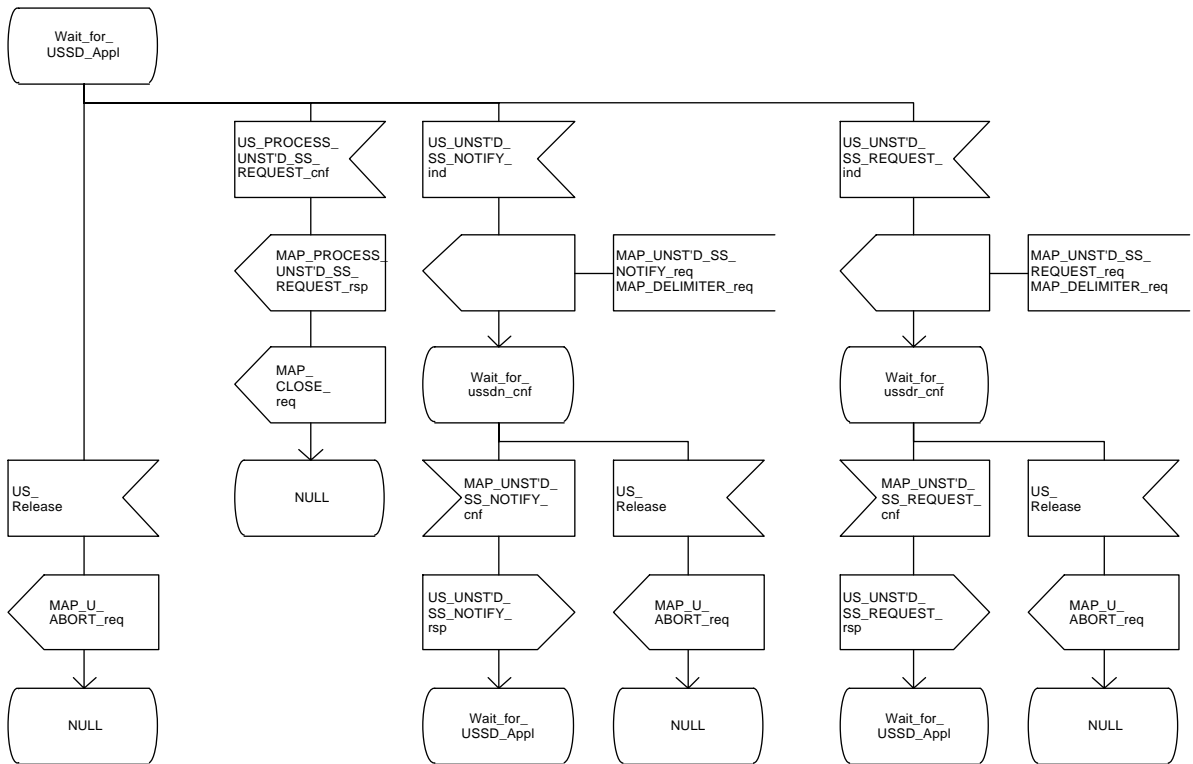 Wait_for_
USSD_Appl
US_PROCESS_
UNST'D_SS_
REQUEST_cnf
US_UNST'D_
SS_NOTIFY_
ind
US_UNST'D_
SS_REQUEST_
ind
MAP_PROCESS_
UNST'D_SS_
REQUEST_rsp
MAP_UNST'D_SS_
NOTIFY_req
MAP_DELIMITER_req
MAP_UNST'D_SS_
REQUEST_req
MAP_DELIMITER_req
MAP_
CLOSE_
req
Wait_for_
ussdn_cnf
Wait_for_
ussdr_cnf
US_
Release
NULL
MAP_UNST'D_
SS_NOTIFY_
cnf
US_
Release
MAP_UNST'D_
SS_REQUEST_
cnf
US_
Release
MAP_U_
ABORT_req
US_UNST'D_
SS_NOTIFY_
rsp
MAP_U_
ABORT_req
US_UNST'D_
SS_REQUEST_
rsp
MAP_U_
ABORT_req
NULL
Wait_for_
USSD_Appl
NULL
Wait_for_
USSD_Appl
NULL